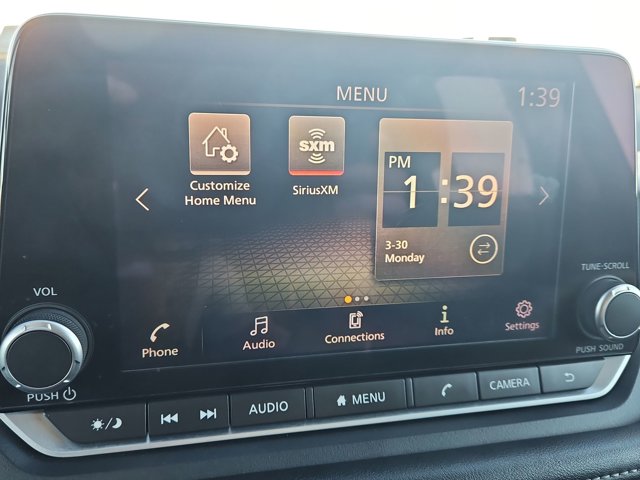 MENU
1:39
Customize
Home Menu
sxm
SiriusXM
PM
1:39
3-30
Monday
VOL
PUSH
TUNE·SCROLL
PUSH SOUND
Phone
Audio
Connections
Info
Settings
AUDIO
MENU
CAMERA